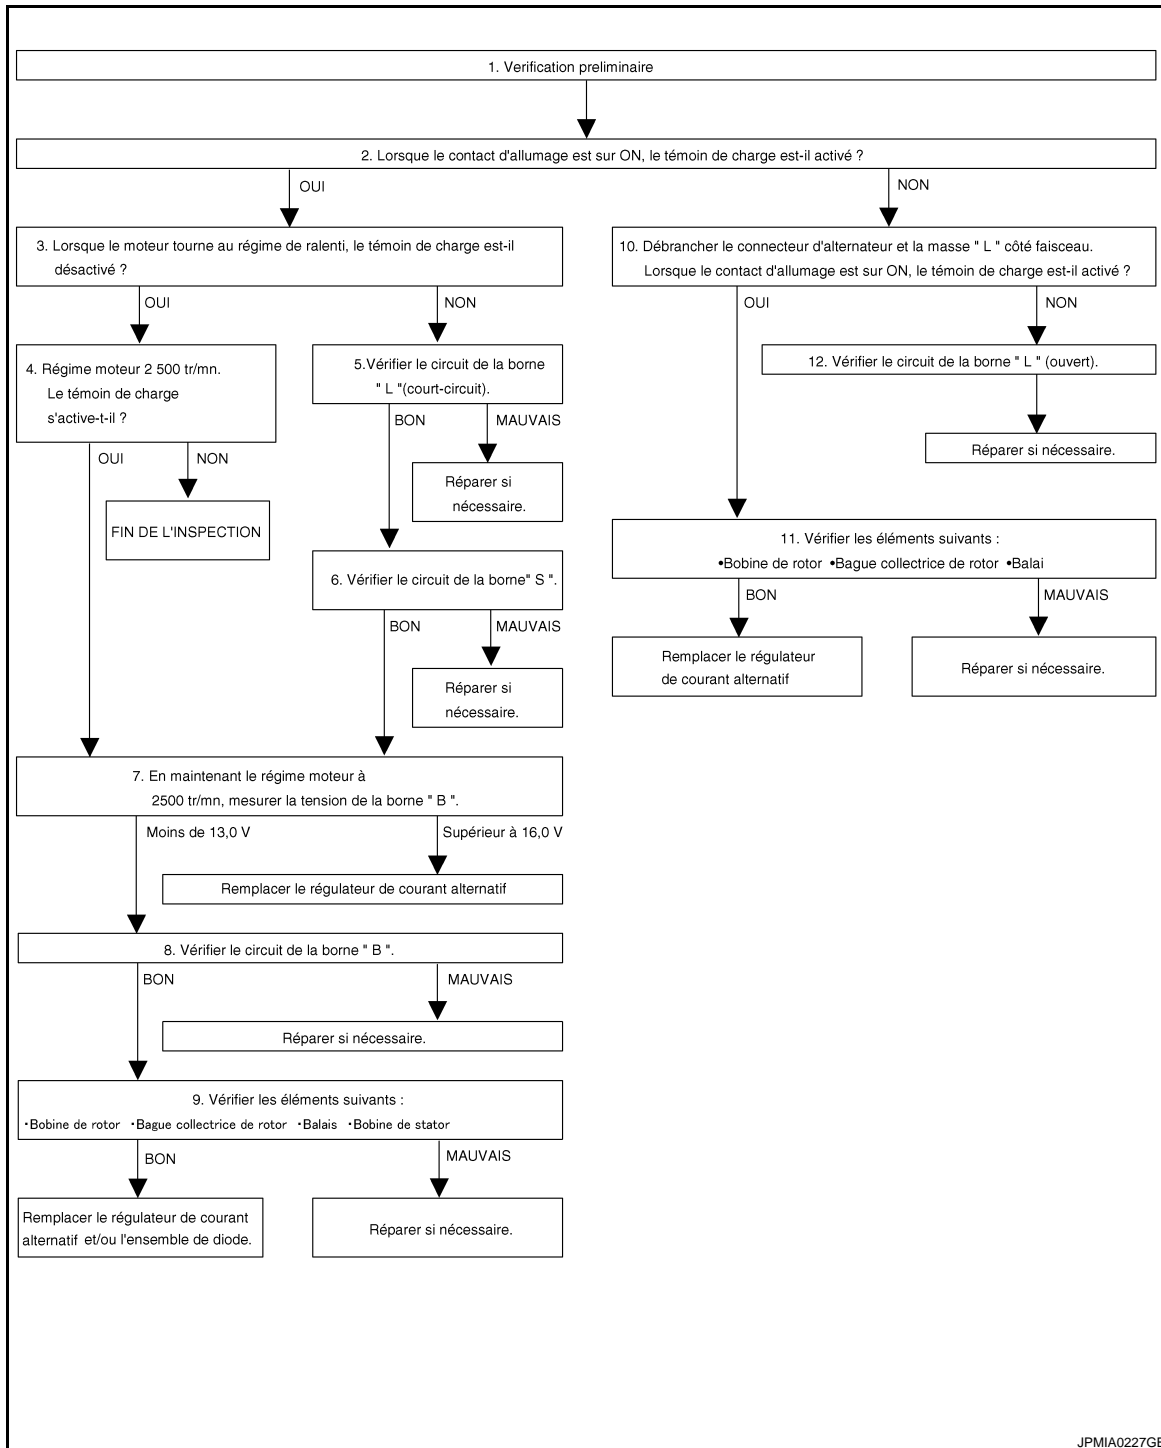 1. Verification preliminaire
2. Lorsque le contact d'allumage est sur ON, le témoin de charge est-il activé ?
OUI
NON
3. Lorsque le moteur tourne au régime de ralenti, le témoin de charge est-il
désactivé ?
10. Débrancher le connecteur d'alternateur et la masse " L " côté faisceau.
Lorsque le contact d'allumage est sur ON, le témoin de charge est-il activé ?
OUI
NON
OUI
NON
4. Régime moteur 2 500 tr/mn.
Le témoin de charge
s'active-t-il ?
5.Vérifier le circuit de la borne
" L "(court-circuit).
12. Vérifier le circuit de la borne " L " (ouvert).
BON
MAUVAIS
OUI
NON
Réparer si nécessaire.
Réparer si
nécessaire.
FIN DE L'INSPECTION
11. Vérifier les éléments suivants :
•Bobine de rotor •Bague collectrice de rotor •Balai
6. Vérifier le circuit de la borne" S ".
BON
MAUVAIS
BON
MAUVAIS
Remplacer le régulateur
de courant alternatif
Réparer si nécessaire.
Réparer si
nécessaire.
7. En maintenant le régime moteur à
2500 tr/mn, mesurer la tension de la borne " B ".
Moins de 13,0 V
Supérieur à 16,0 V
Remplacer le régulateur de courant alternatif
8. Vérifier le circuit de la borne " B ".
BON
MAUVAIS
Réparer si nécessaire.
9. Vérifier les éléments suivants :
·Bobine de rotor ·Bague collectrice de rotor ·Balais ·Bobine de stator
BON
MAUVAIS
Remplacer le régulateur de courant
alternatif et/ou l'ensemble de diode.
Réparer si nécessaire.